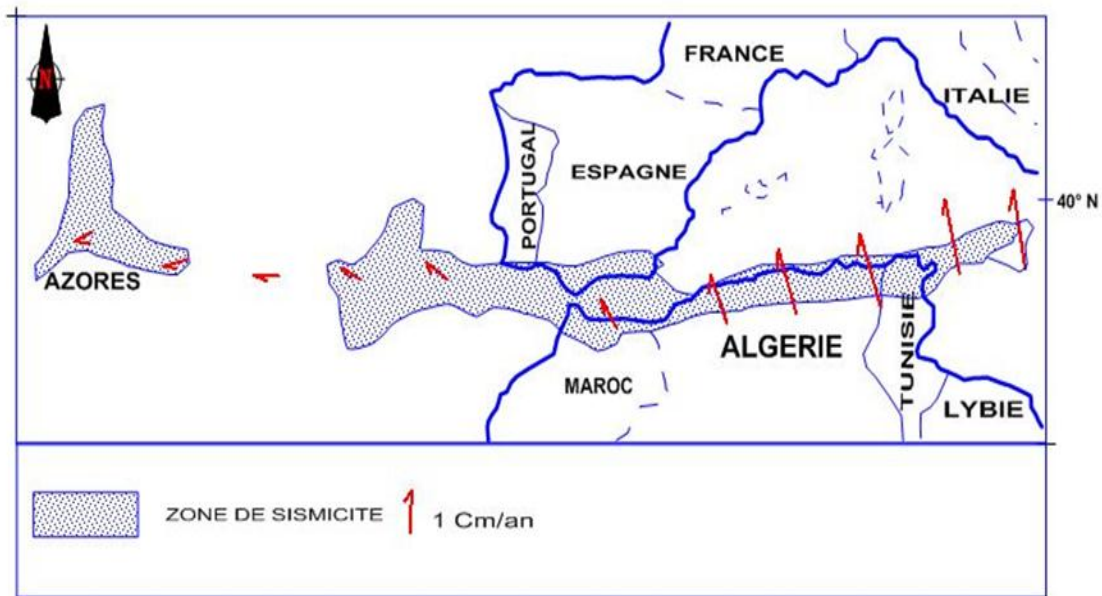 N
FRANCE
ITALIE
PORTUGAL
ESPAGNE
40° N
AZORES
ALGERIE
TUNISIE
MAROC
LYBIE
ZONE DE SISMICITE
1 Cm/an